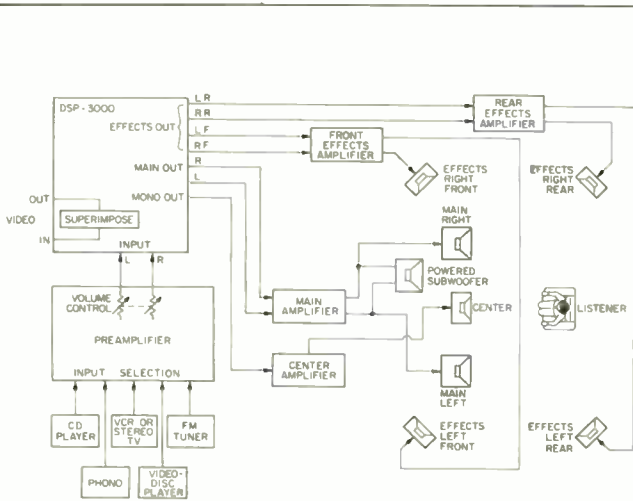 DSP-3000
EFFECTS OUT
L R
R R
L F
R F
MAIN OUT
R
L
MONO OUT
OUT
VIDEO
IN
SUPERIMPOSE
INPUT
L
R
REAR
EFFECTS
AMPLIFIER
FRONT
EFFECTS
AMPLIFIER
EFFECTS
RIGHT
FRONT
EFFECTS
RIGHT
REAR
MAIN
RIGHT
POWERED
SUBWOOFER
CENTER
LISTENER
VOLUME
CONTROL
PREAMPLIFIER
INPUT SELECTION
MAIN
AMPLIFIER
CENTER
AMPLIFIER
MAIN
LEFT
CD
PLAYER
VCR OR
STEREO
TV
FM
TUNER
PHONO
VIDEO-
DISC
PLAYER
EFFECTS
LEFT
FRONT
EFFECTS
LEFT
REAR